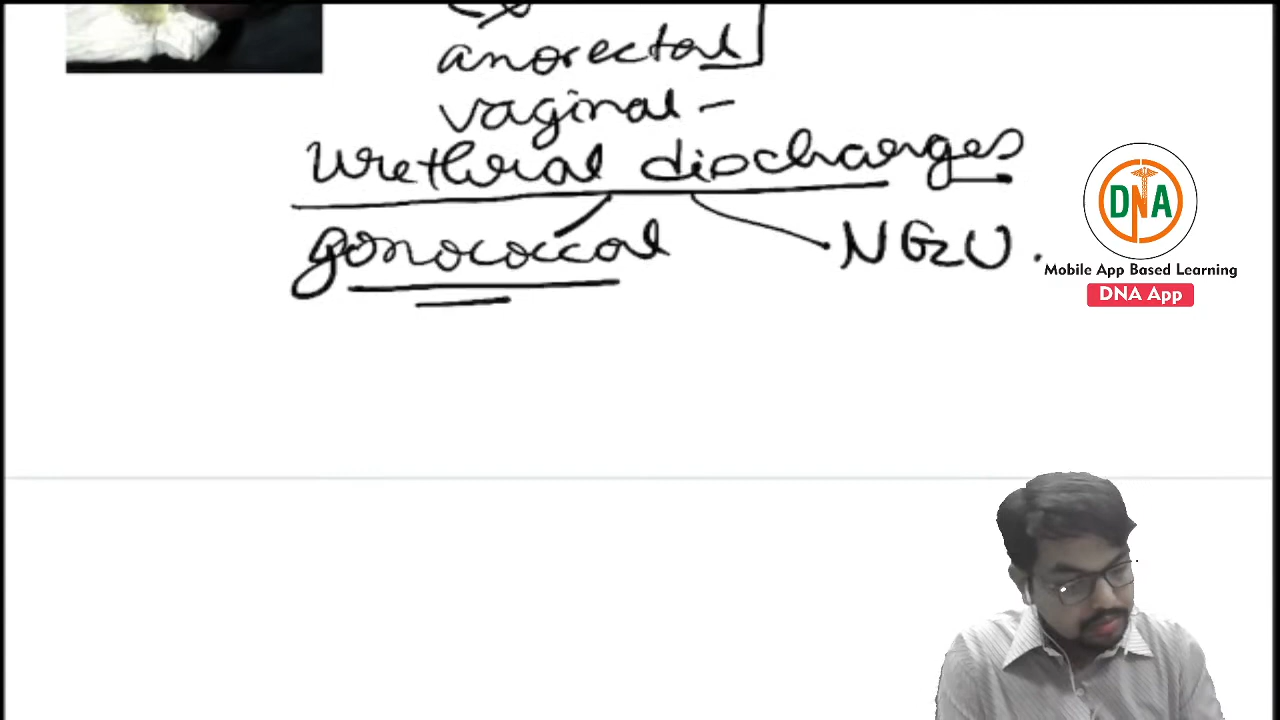 anorectal
vaginal –
Urethral discharges
gonococcal
NGU.
DNA
Mobile App Based Learning
DNA App